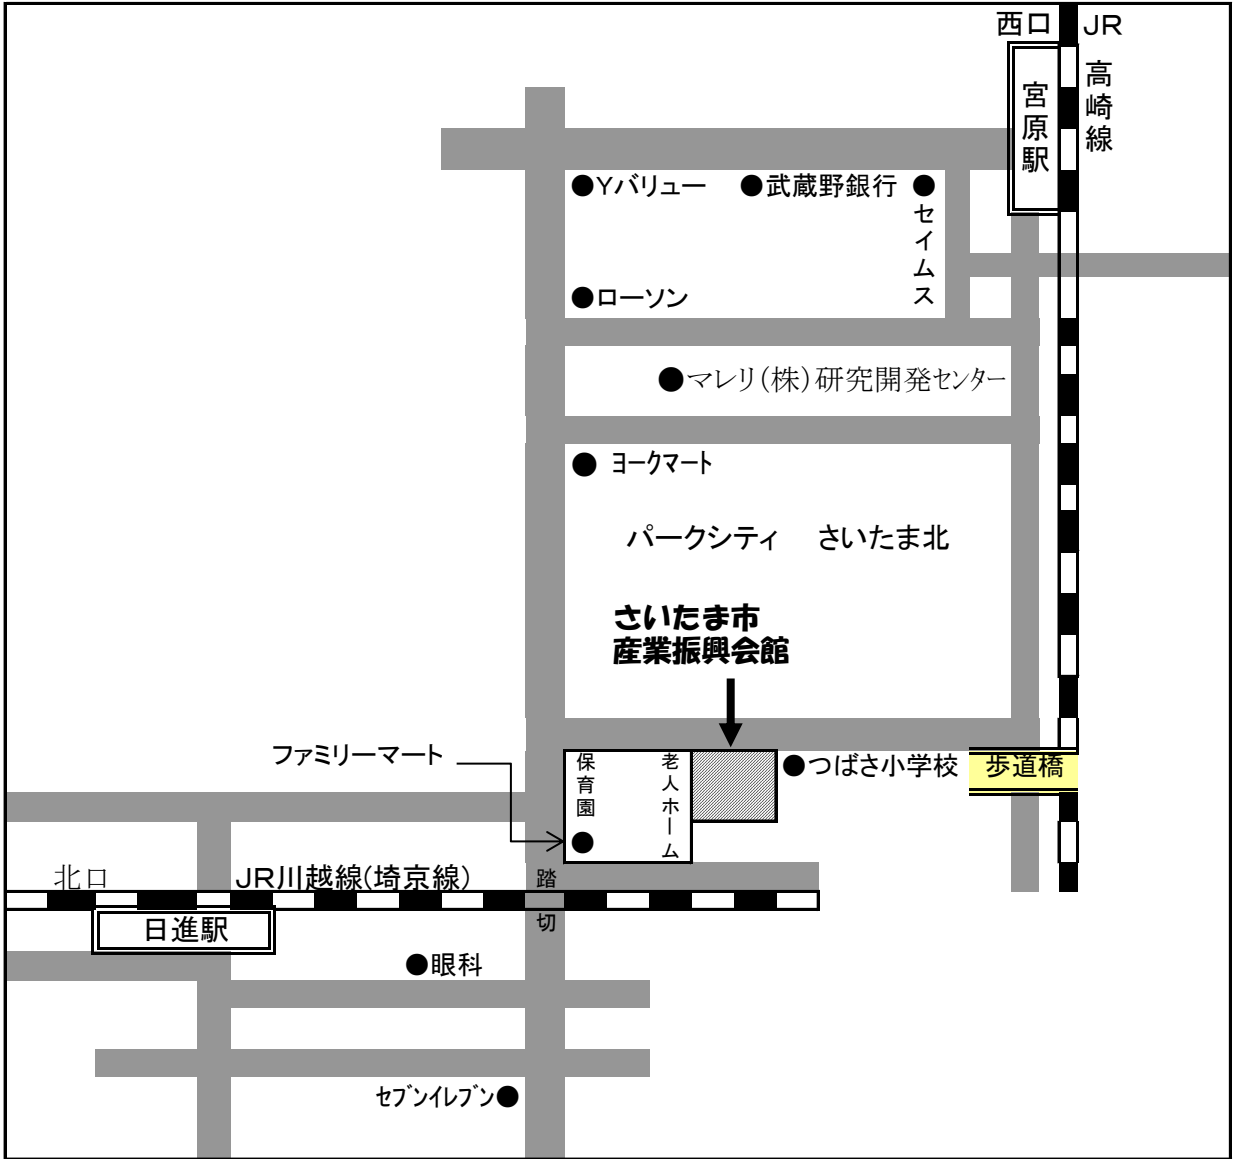 西口
JR
高崎線
宮原駅
●Yバリュー
●武蔵野銀行
●セイムス
●ローソン
●マレリ(株)研究開発センター
● ヨークマート
パークシティ さいたま北
さいたま市
産業振興会館
ファミリーマート
保育園
老人ホーム
●つばさ小学校
歩道橋
北口
JR川越線(埼京線)
踏切
日進駅
●眼科
セブンイレブン●